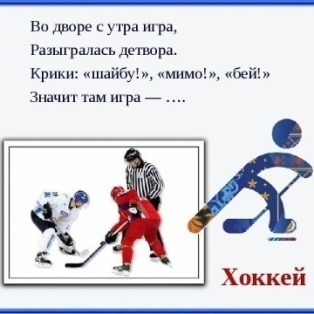 Во дворе с утра игра,
Разыгралась детвора.
Крики: «шайбу!», «мимо!», «бей!»
Значит там игра — ….
Хоккей